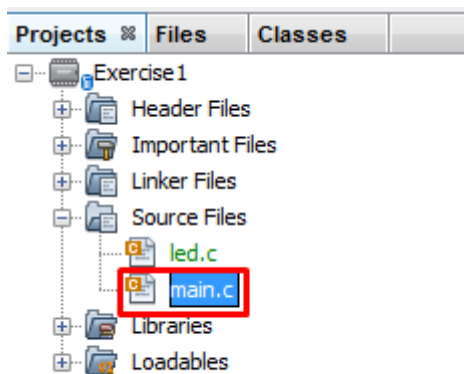 Projects Files Classes
Exercise1
Header Files
Important Files
Linker Files
Source Files
led.c
main.c
Libraries
Loadables